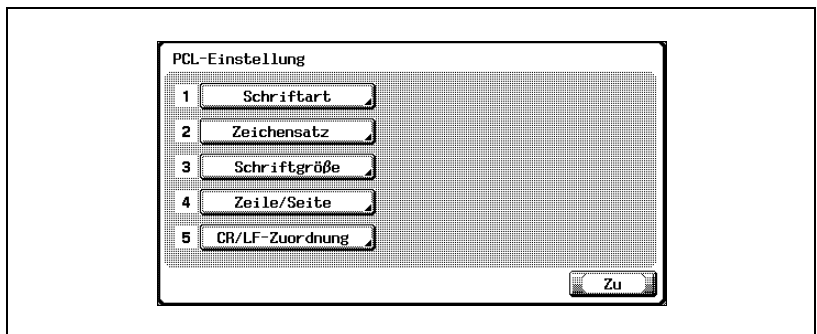 PCL-Einstellung
1 Schriftart
2 Zeichensatz
3 Schriftgröße
4 Zeile/Seite
5 CR/LF-Zuordnung
Zu